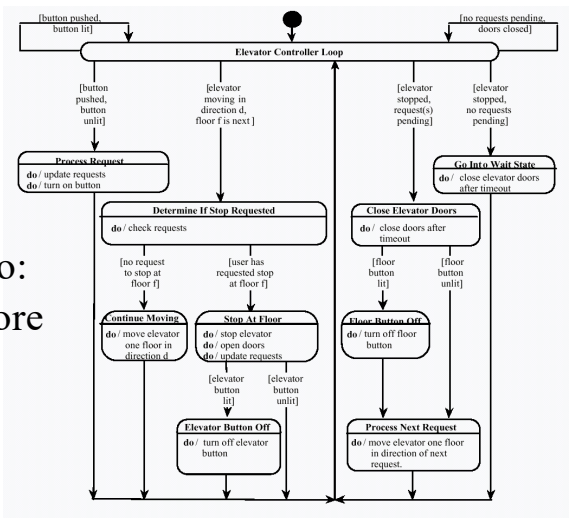 [button pushed,
button lit]
[no requests pending,
doors closed]
Elevator Controller Loop
[button
pushed,
button
unlit]
[elevator
moving in
direction d,
floor f is next ]
[elevator
stopped,
request(s)
pending]
[elevator
stopped,
no requests
pending]
Process Request
do / update requests
do / turn on button
Go Into Wait State
do / close elevator doors
after timeout
Determine If Stop Requested
do / check requests
Close Elevator Doors
do / close doors after
timeout
o:
ore
[no request
to stop at
floor f]
[user has
requested stop
at floor f]
[floor
button
lit]
[floor
button
unlit]
Continue Moving
do / move elevator
one floor in
direction d
Stop At Floor
do / stop elevator
do / open doors
do / update requests
Floor Button Off
do / turn off floor
button
[elevator
button
lit]
[elevator
button
unlit]
Elevator Button Off
do / turn off elevator
button
Process Next Request
do / move elevator one floor
in direction of next
request.